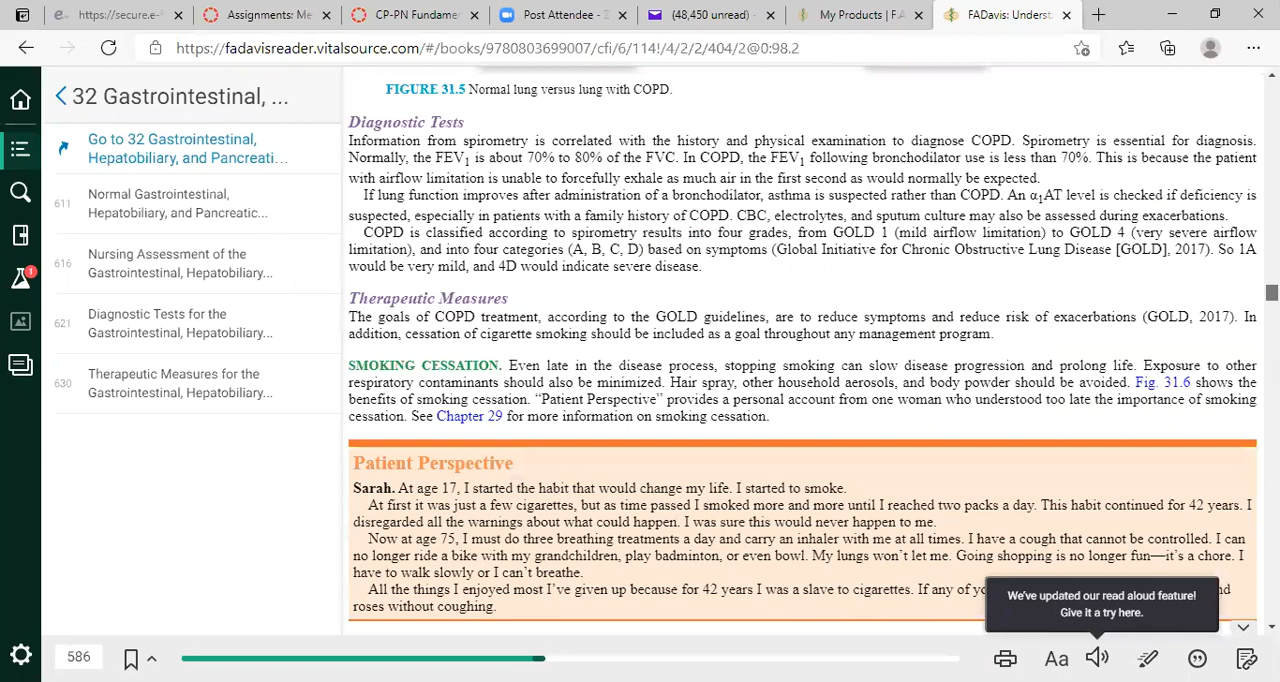 https://secure.e-
Assignments: Me
CP-PN Fundame
Post Attendee - Z
(48,450 unread) -
My Products | F.A
FADavis: Underst
https://fadavisreader.vitalsource.com/#/books/9780803699007/cfi/6/114!/4/2/2/404/2@0:98.2
32 Gastrointestinal, ...
Go to 32 Gastrointestinal,
Hepatobiliary, and Pancreati...
611
Normal Gastrointestinal,
Hepatobiliary, and Pancreatic...
616
Nursing Assessment of the
Gastrointestinal, Hepatobiliary...
621
Diagnostic Tests for the
Gastrointestinal, Hepatobiliary...
630
Therapeutic Measures for the
Gastrointestinal, Hepatobiliary...
1
FIGURE 31.5 Normal lung versus lung with COPD.
Diagnostic Tests
Information from spirometry is correlated with the history and physical examination to diagnose COPD. Spirometry is essential for diagnosis.
Normally, the FEV1 is about 70% to 80% of the FVC. In COPD, the FEV1 following bronchodilator use is less than 70%. This is because the patient
with airflow limitation is unable to forcefully exhale as much air in the first second as would normally be expected.
If lung function improves after administration of a bronchodilator, asthma is suspected rather than COPD. An α1AT level is checked if deficiency is
suspected, especially in patients with a family history of COPD. CBC, electrolytes, and sputum culture may also be assessed during exacerbations.
COPD is classified according to spirometry results into four grades, from GOLD 1 (mild airflow limitation) to GOLD 4 (very severe airflow
limitation), and into four categories (A, B, C, D) based on symptoms (Global Initiative for Chronic Obstructive Lung Disease [GOLD], 2017). So 1A
would be very mild, and 4D would indicate severe disease.
Therapeutic Measures
The goals of COPD treatment, according to the GOLD guidelines, are to reduce symptoms and reduce risk of exacerbations (GOLD, 2017). In
addition, cessation of cigarette smoking should be included as a goal throughout any management program.
SMOKING CESSATION. Even late in the disease process, stopping smoking can slow disease progression and prolong life. Exposure to other
respiratory contaminants should also be minimized. Hair spray, other household aerosols, and body powder should be avoided. Fig. 31.6 shows the
benefits of smoking cessation. “Patient Perspective” provides a personal account from one woman who understood too late the importance of smoking
cessation. See Chapter 29 for more information on smoking cessation.
Patient Perspective
Sarah. At age 17, I started the habit that would change my life. I started to smoke.
At first it was just a few cigarettes, but as time passed I smoked more and more until I reached two packs a day. This habit continued for 42 years. I
disregarded all the warnings about what could happen. I was sure this would never happen to me.
Now at age 75, I must do three breathing treatments a day and carry an inhaler with me at all times. I have a cough that cannot be controlled. I can
no longer ride a bike with my grandchildren, play badminton, or even bowl. My lungs won’t let me. Going shopping is no longer fun—it’s a chore. I
have to walk slowly or I can’t breathe.
All the things I enjoyed most I’ve given up because for 42 years I was a slave to cigarettes. If any of yo
roses without coughing.
We’ve updated our read aloud feature!
Give it a try here.
586
Aa